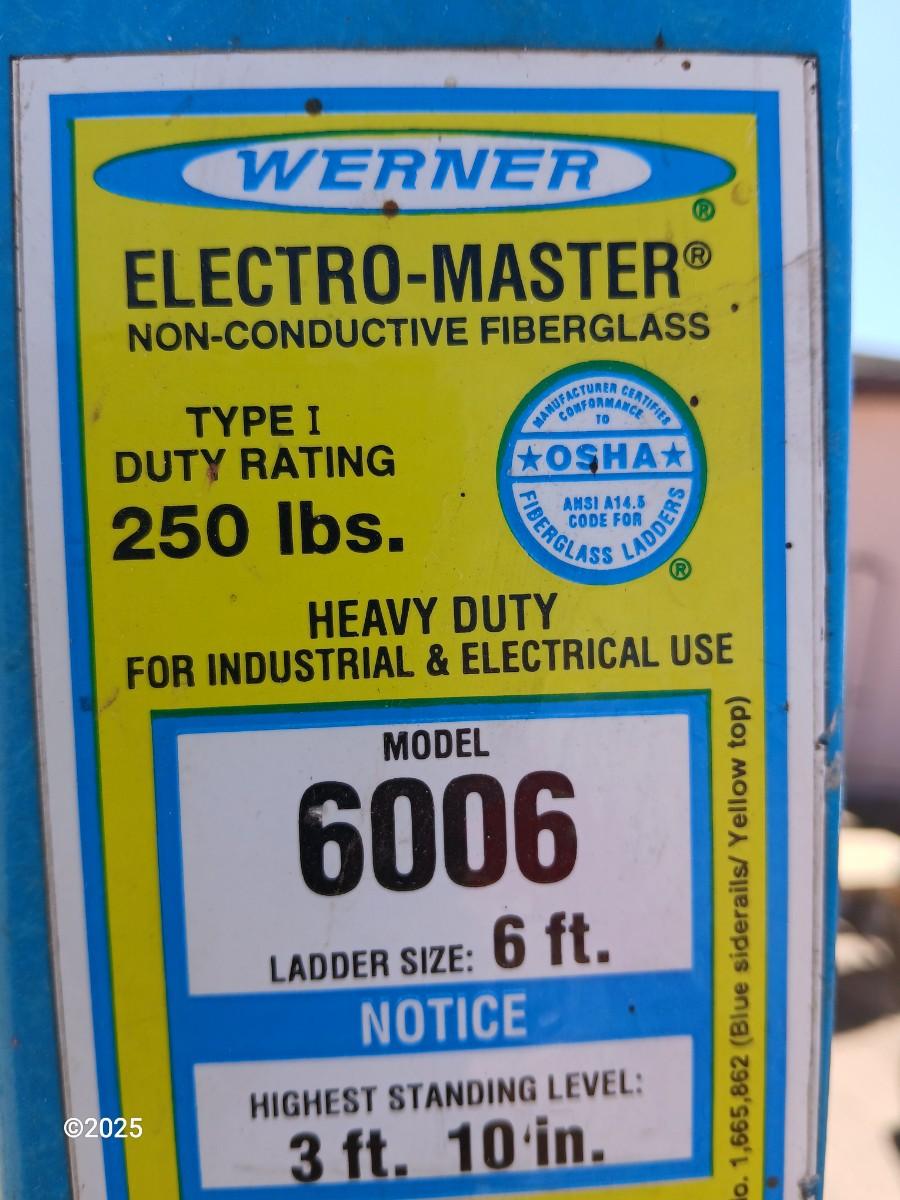 WERNER
®
ELECTRO-MASTER®
NON-CONDUCTIVE FIBERGLASS
TYPE I
DUTY RATING
250 lbs.
MANUFACTURER CERTIFIES
CONFORMANCE
TO
★OSHA★
ANSI A14.5
CODE FOR
FIBERGLASS LADDERS
®
HEAVY DUTY
FOR INDUSTRIAL & ELECTRICAL USE
MODEL
6006
LADDER SIZE: 6 ft.
NOTICE
HIGHEST STANDING LEVEL:
3 ft. 10 in.
o. 1,665,862 (Blue siderails/ Yellow top)
©2025